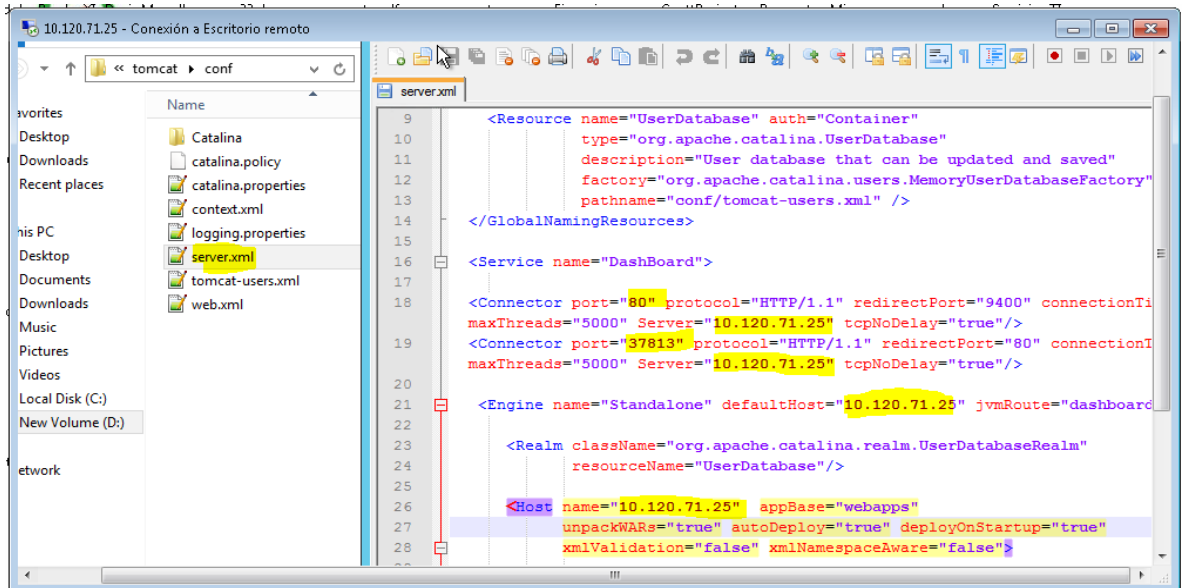 10.120.71.25 - Conexión a Escritorio remoto
« tomcat ▸ conf
server.xml
avorites
Desktop
Downloads
Recent places
his PC
Desktop
Documents
Downloads
Music
Pictures
Videos
Local Disk (C:)
New Volume (D:)
etwork
Name
Catalina
catalina.policy
catalina.properties
context.xml
logging.properties
server.xml
tomcat-users.xml
web.xml
9 <Resource name="UserDatabase" auth="Container"
10 type="org.apache.catalina.UserDatabase"
11 description="User database that can be updated and saved"
12 factory="org.apache.catalina.users.MemoryUserDatabaseFactory"
13 pathname="conf/tomcat-users.xml" />
14 </GlobalNamingResources>
15
16 <Service name="DashBoard">
17
18 <Connector port="80" protocol="HTTP/1.1" redirectPort="9400" connectionTi
maxThreads="5000" Server="10.120.71.25" tcpNoDelay="true"/>
19 <Connector port="37813" protocol="HTTP/1.1" redirectPort="80" connectionT
maxThreads="5000" Server="10.120.71.25" tcpNoDelay="true"/>
20
21 <Engine name="Standalone" defaultHost="10.120.71.25" jvmRoute="dashboard
22
23 <Realm className="org.apache.catalina.realm.UserDatabaseRealm"
24 resourceName="UserDatabase"/>
25
26 <Host name="10.120.71.25" appBase="webapps"
27 unpackWARs="true" autoDeploy="true" deployOnStartup="true"
28 xmlValidation="false" xmlNamespaceAware="false">